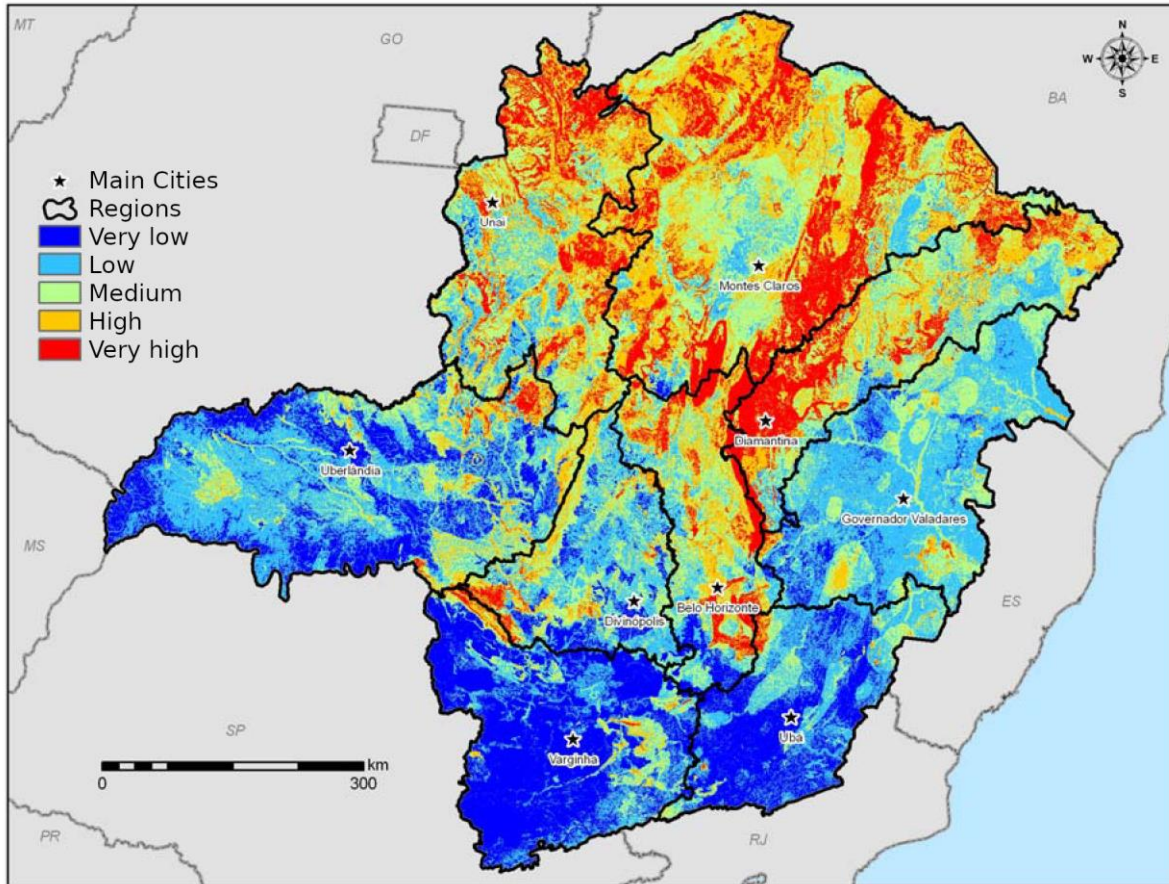 MT
GO
N
W E
S
BA
DF
Main Cities
Regions
Very low
Low
Medium
High
Very high
Unaí
Montes Claros
Diamantina
Uberlândia
Governador Valadares
MS
Belo Horizonte
Divinópolis
ES
Ubá
SP
Varginha
km
0 300
PR
RJ